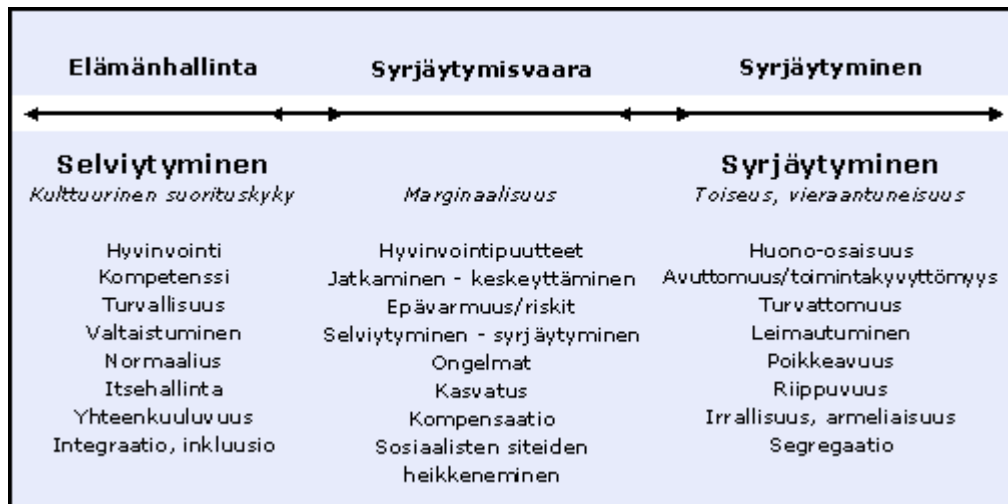 Elämänhallinta
Syrjäytymisvaara
Syrjäytyminen
Selviytyminen
Kulttuurinen suorituskyky
Hyvinvointi
Kompetenssi
Turvallisuus
Valtaistuminen
Normaalius
Itsehallinta
Yhteenkuuluvuus
Integraatio, inkluusio
Marginaalisuus
Hyvinvointipuutteet
Jatkaminen - keskeyttäminen
Epävarmuus/riskit
Selviytyminen - syrjäytyminen
Ongelmat
Kasvatus
Kompensaatio
Sosiaalisten siteiden
heikkeneminen
Syrjäytyminen
Toiseus, vieraantuneisuus
Huono-osaisuus
Avuttomuus/toimintakyvyttömyys
Turvattomuus
Leimautuminen
Poikkeavuus
Riippuvuus
Irrallisuus, armeliaisuus
Segregaatio